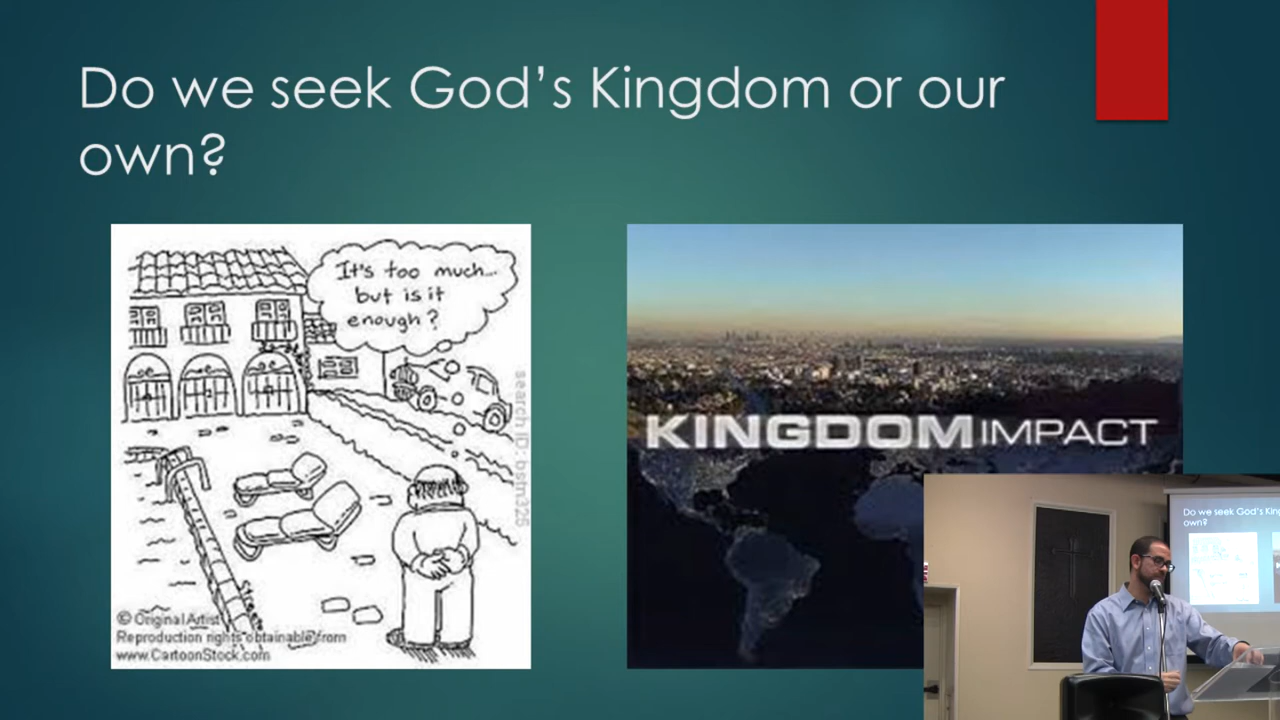 Do we seek God's Kingdom or our
own?
It's too much...
but is it
enough?
search ID: bstn325
© Original Artist
Reproduction rights obtainable from
www.CartoonStock.com
KINGDOM IMPACT
Do we seek God's King
own?